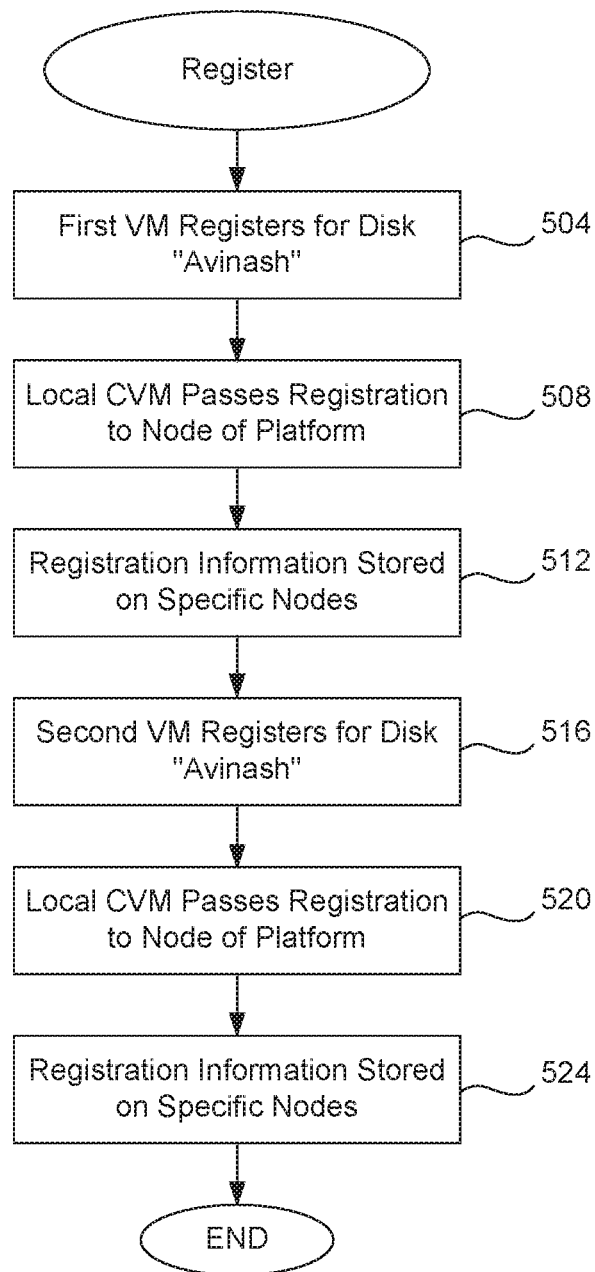 Register
First VM Registers for Disk
"Avinash"
504
Local CVM Passes Registration
to Node of Platform
508
Registration Information Stored
on Specific Nodes
512
Second VM Registers for Disk
"Avinash"
516
Local CVM Passes Registration
to Node of Platform
520
Registration Information Stored
on Specific Nodes
524
END